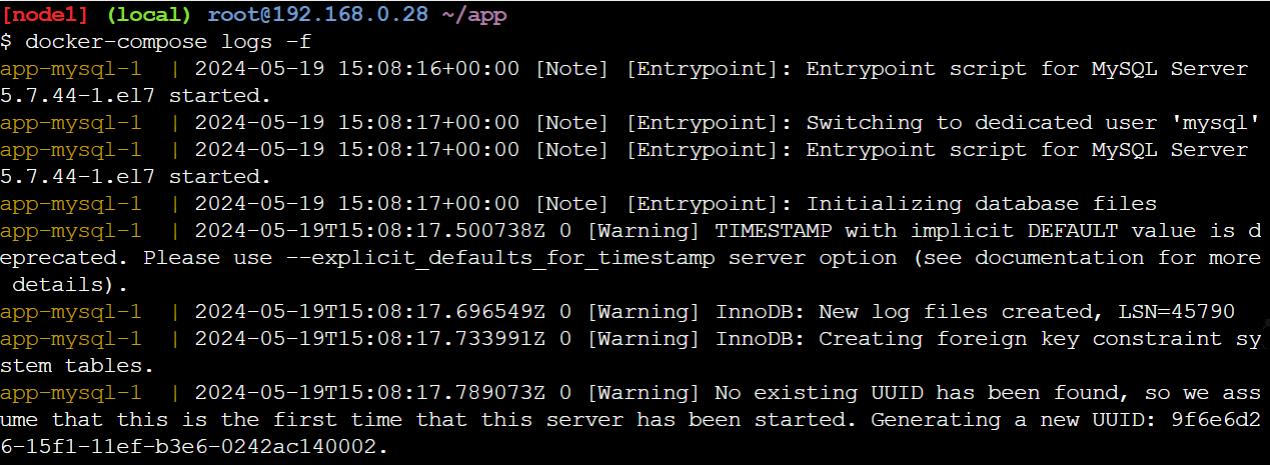 [node1] (local) root@192.168.0.28 ~/app
$ docker-compose logs -f
app-mysql-1  | 2024-05-19 15:08:16+00:00 [Note] [Entrypoint]: Entrypoint script for MySQL Server
5.7.44-1.el7 started.
app-mysql-1  | 2024-05-19 15:08:17+00:00 [Note] [Entrypoint]: Switching to dedicated user 'mysql'
app-mysql-1  | 2024-05-19 15:08:17+00:00 [Note] [Entrypoint]: Entrypoint script for MySQL Server
5.7.44-1.el7 started.
app-mysql-1  | 2024-05-19 15:08:17+00:00 [Note] [Entrypoint]: Initializing database files
app-mysql-1  | 2024-05-19T15:08:17.500738Z 0 [Warning] TIMESTAMP with implicit DEFAULT value is d
eprecated. Please use --explicit_defaults_for_timestamp server option (see documentation for more
 details).
app-mysql-1  | 2024-05-19T15:08:17.696549Z 0 [Warning] InnoDB: New log files created, LSN=45790
app-mysql-1  | 2024-05-19T15:08:17.733991Z 0 [Warning] InnoDB: Creating foreign key constraint sy
stem tables.
app-mysql-1  | 2024-05-19T15:08:17.789073Z 0 [Warning] No existing UUID has been found, so we ass
ume that this is the first time that this server has been started. Generating a new UUID: 9f6e6d2
6-15f1-11ef-b3e6-0242ac140002.